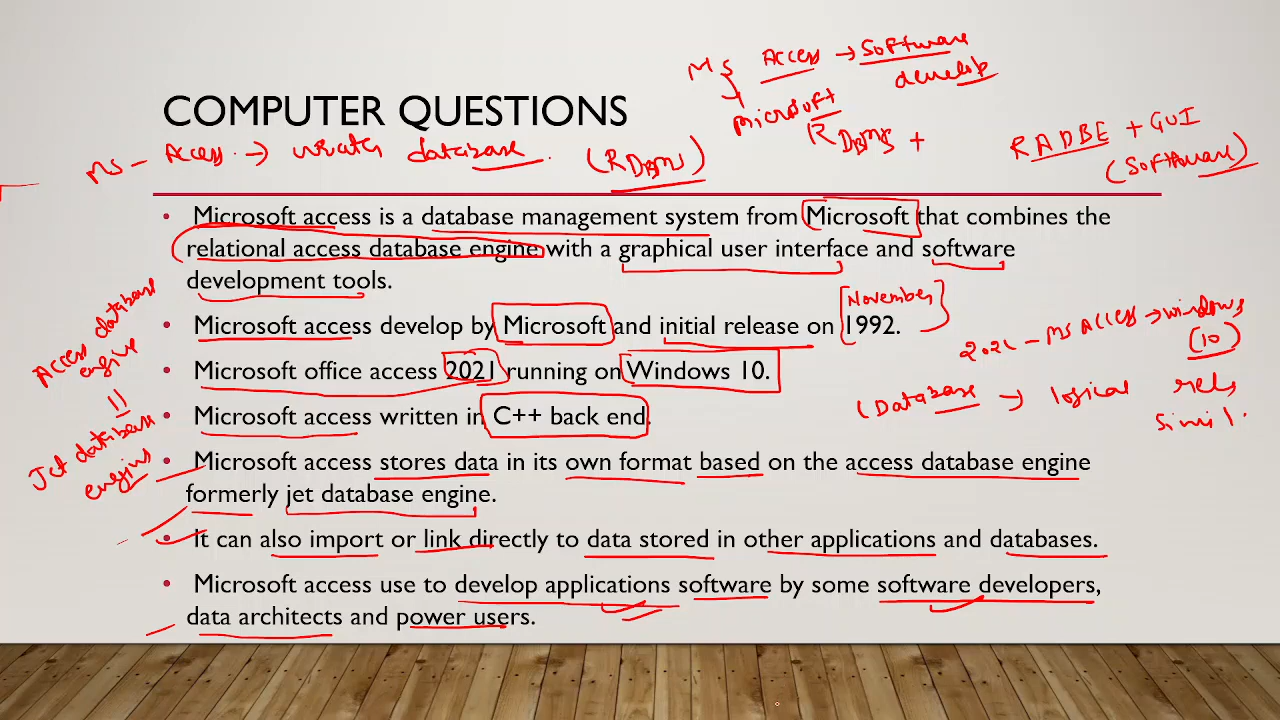 MS Access → Software
develop
Microsoft
RDBMS +
RADBE + GUI
(Software)
COMPUTER QUESTIONS
MS - Access → database. (RDBMS)
• Microsoft access is a database management system from Microsoft that combines the
relational access database engine with a graphical user interface and software
development tools.
[November]
• Microsoft access develop by Microsoft and initial release on 1992.
• Microsoft office access 2021 running on Windows 10.
• Microsoft access written in C++ back end.
• Microsoft access stores data in its own format based on the access database engine
formerly jet database engine.
• It can also import or link directly to data stored in other applications and databases.
• Microsoft access use to develop applications software by some software developers,
data architects and power users.
Access database
engine
=
Jet database
engins
2021 - MS Access → windows
(10)
(Database → logical